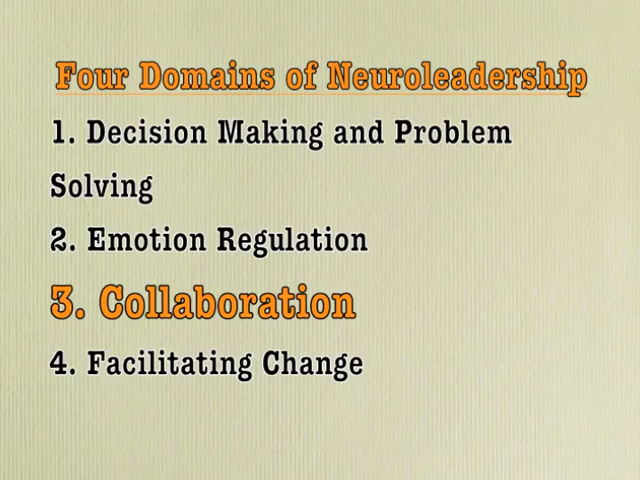 Four Domains of Neuroleadership
1. Decision Making and Problem
Solving
2. Emotion Regulation
3. Collaboration
4. Facilitating Change